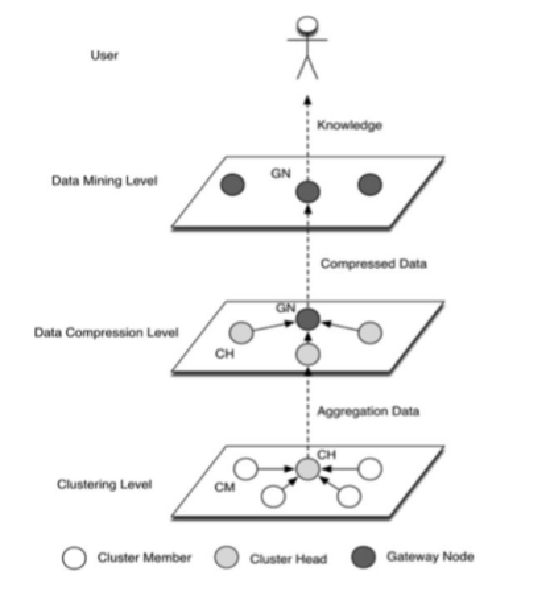 User
Knowledge
GN
Data Mining Level
Compressed Data
GN
Data Compression Level
CH
Aggregation Data
CH
Clustering Level
CM
Cluster Member
Cluster Head
Gateway Node